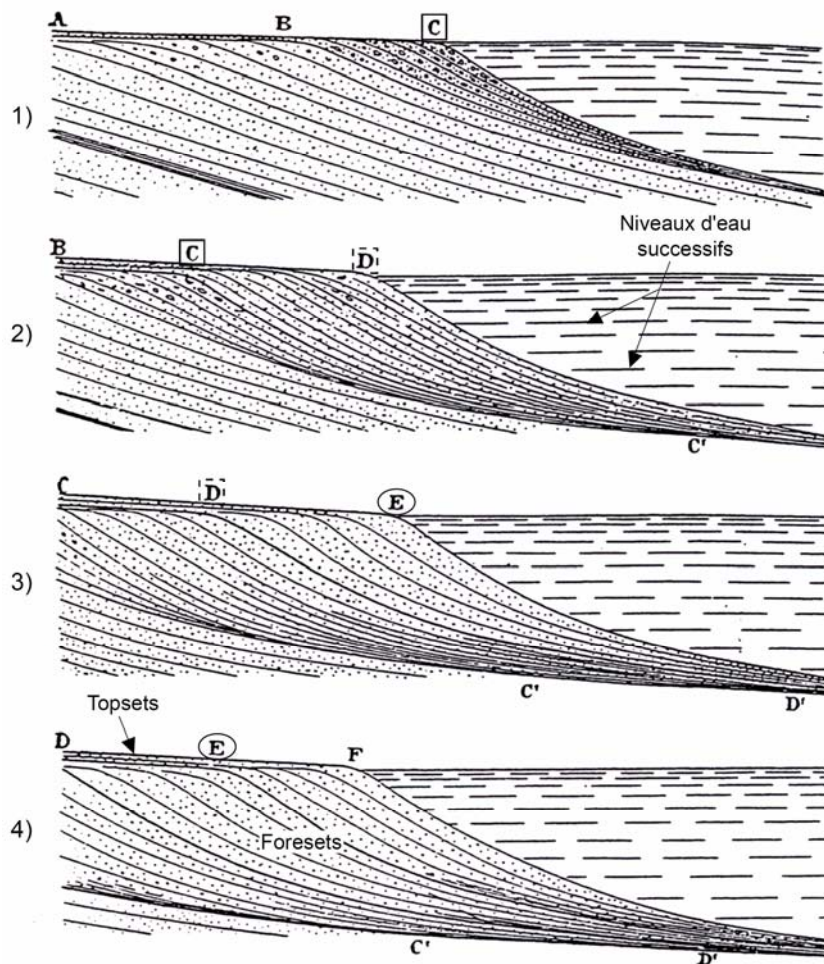 A B C
1)
Niveaux d'eau
successifs
B C D
2)
C'
C D E
3)
C' D'
Topsets
D E F
4)
Foresets
C' D'